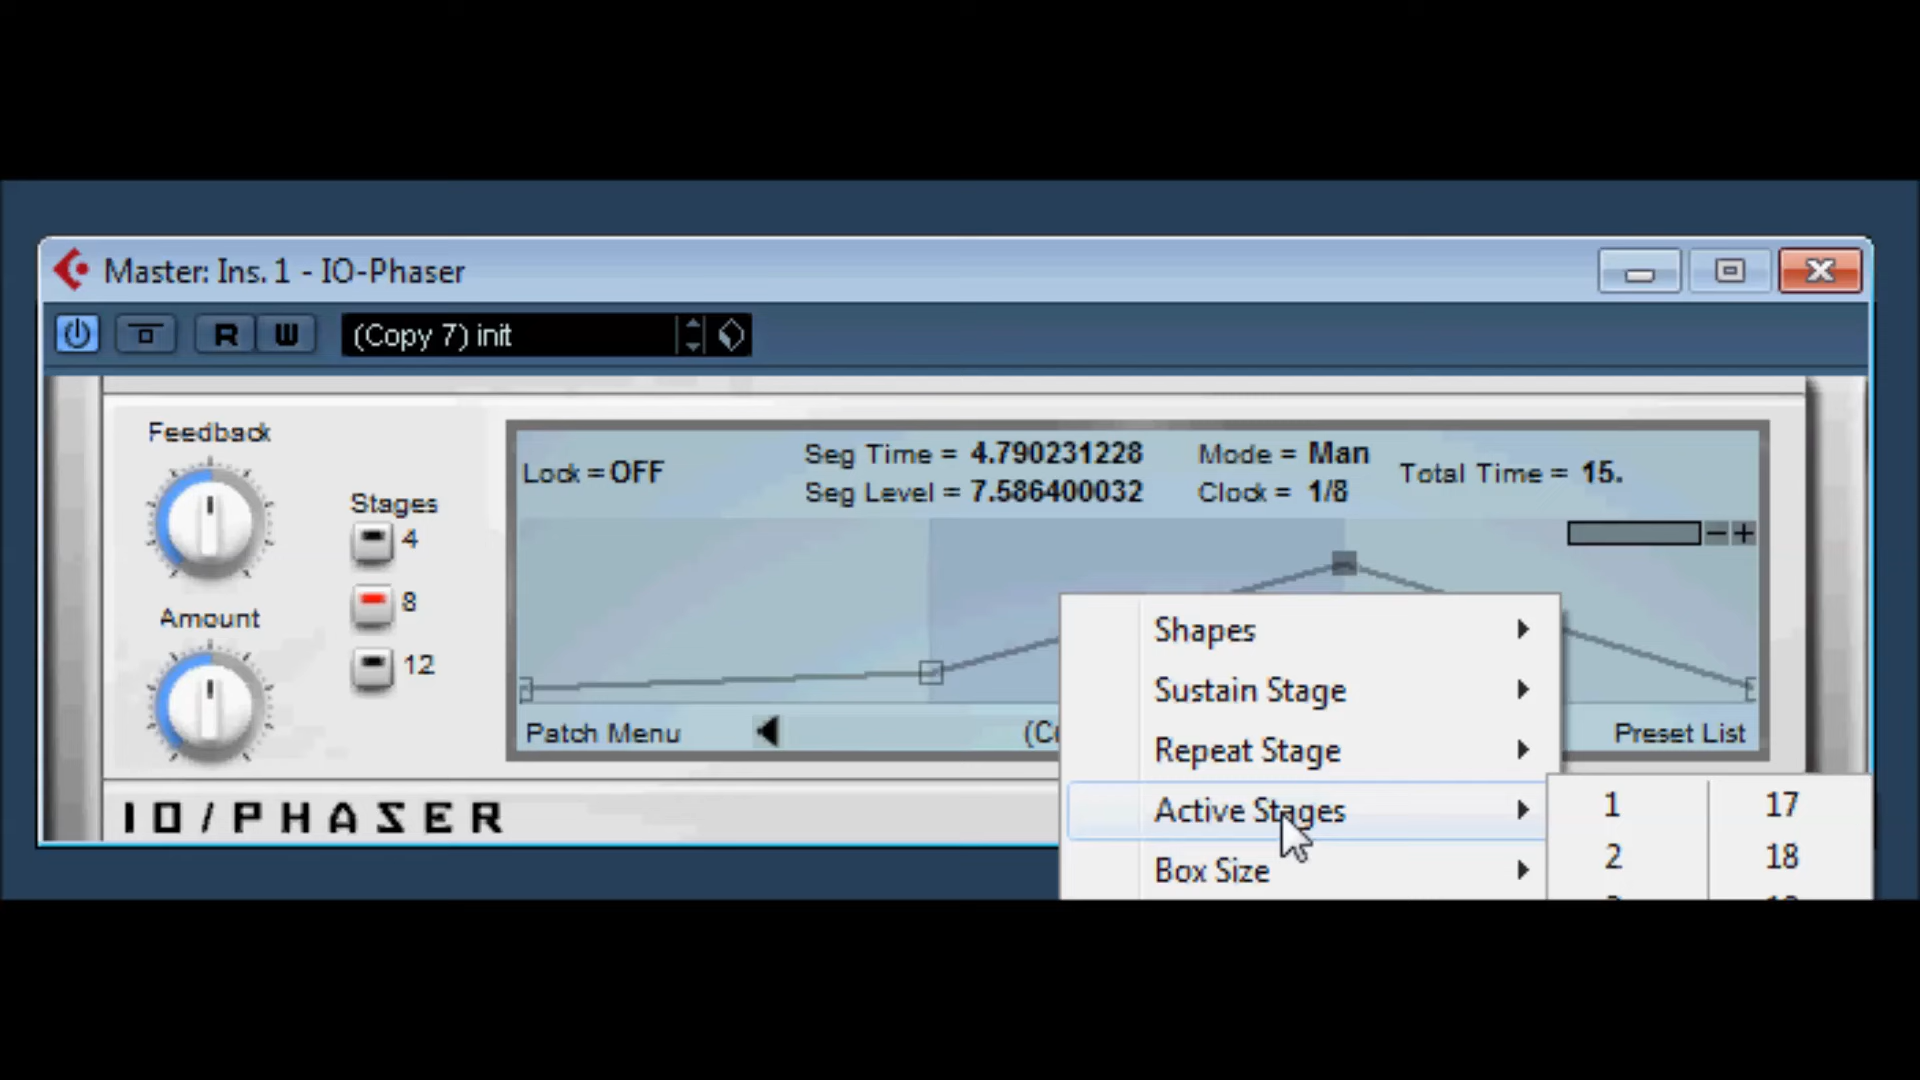 Master: Ins. 1 - IO-Phaser
R W (Copy 7) init
Feedback
Amount
Stages
4
8
12
Lock = OFF
Seg Time = 4.790231228
Seg Level = 7.586400032
Mode = Man
Clock = 1/8
Total Time = 15.
Patch Menu
Preset List
IO/PHASER
Shapes
Sustain Stage
Repeat Stage
Active Stages
Box Size
1 17
2 18